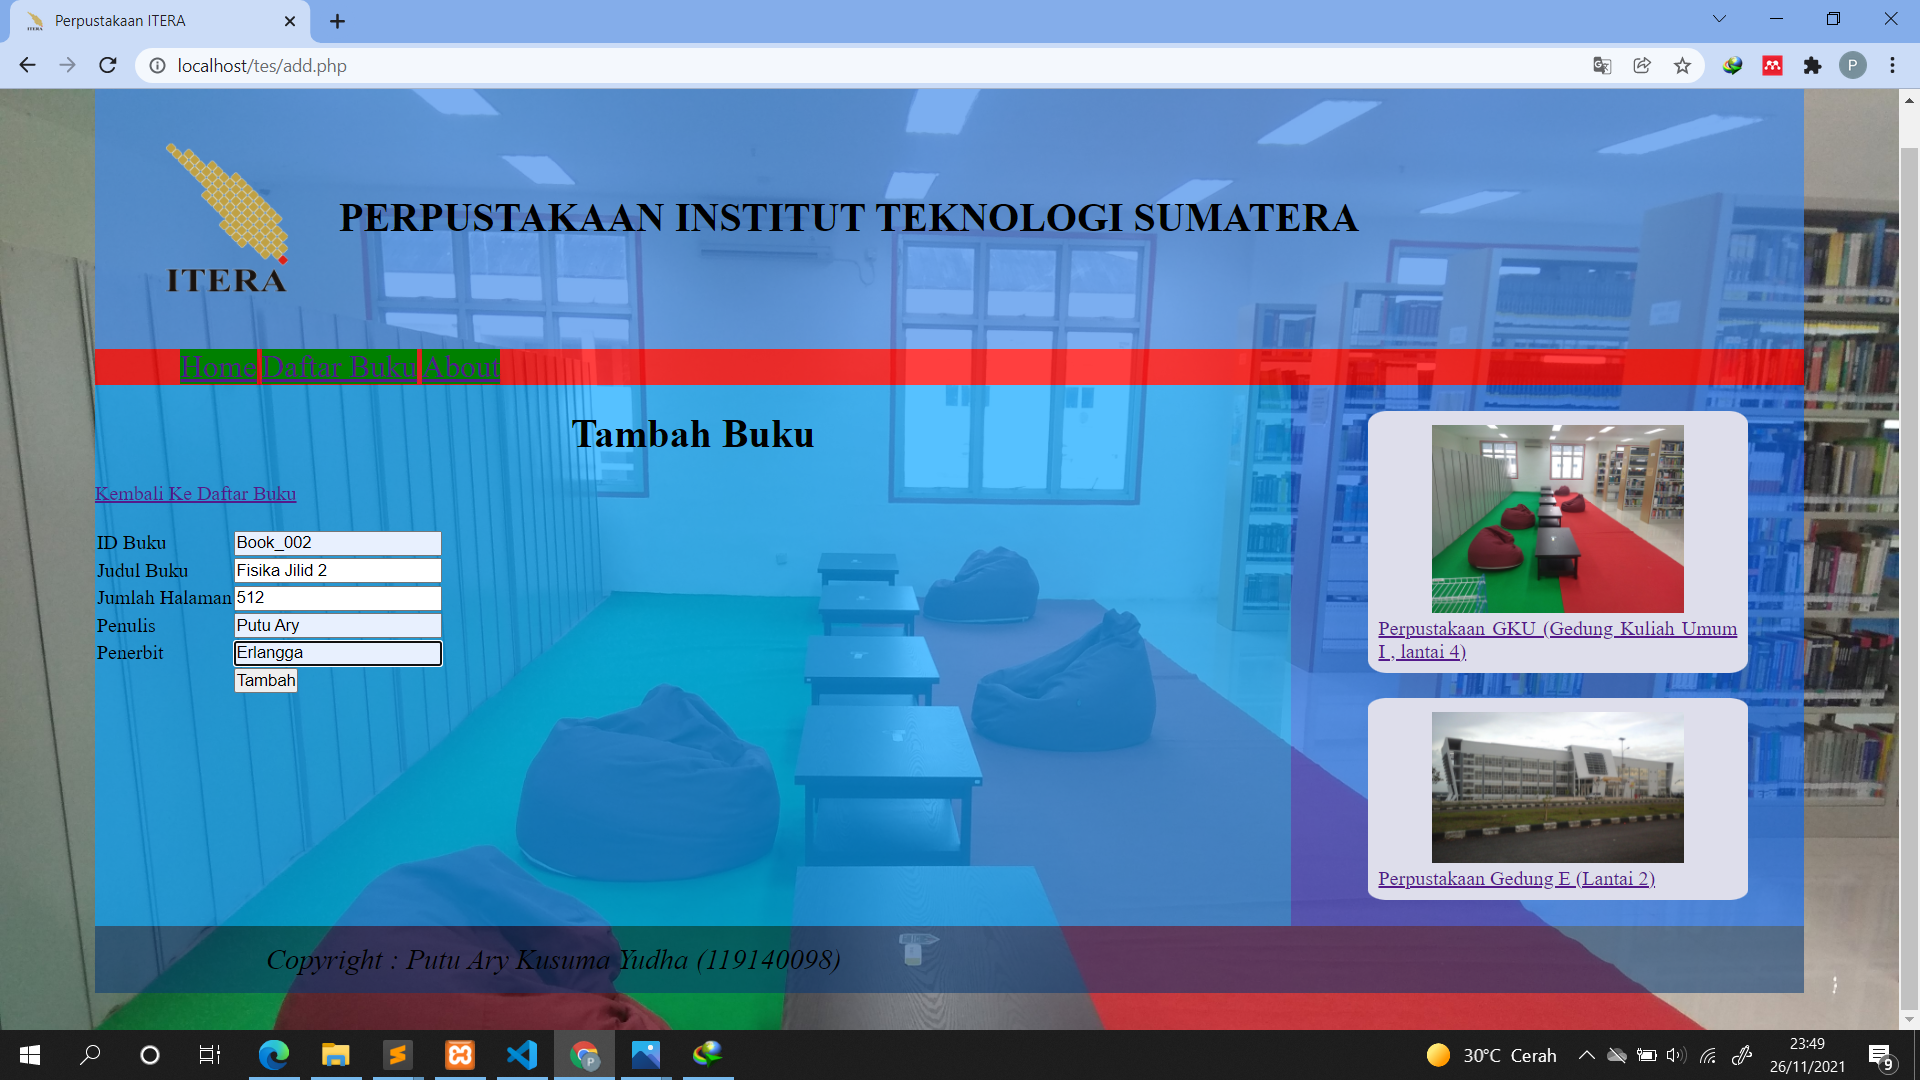 Perpustakaan ITERA
localhost/tes/add.php
P
ITERA
PERPUSTAKAAN INSTITUT TEKNOLOGI SUMATERA
Home Daftar Buku About
Tambah Buku
Kembali Ke Daftar Buku
ID Buku Book_002
Judul Buku Fisika Jilid 2
Jumlah Halaman 512
Penulis Putu Ary
Penerbit Erlangga
Tambah
Perpustakaan GKU (Gedung Kuliah Umum
I , lantai 4)
Perpustakaan Gedung E (Lantai 2)
Copyright : Putu Ary Kusuma Yudha (119140098)
30°C Cerah
23:49
26/11/2021
9